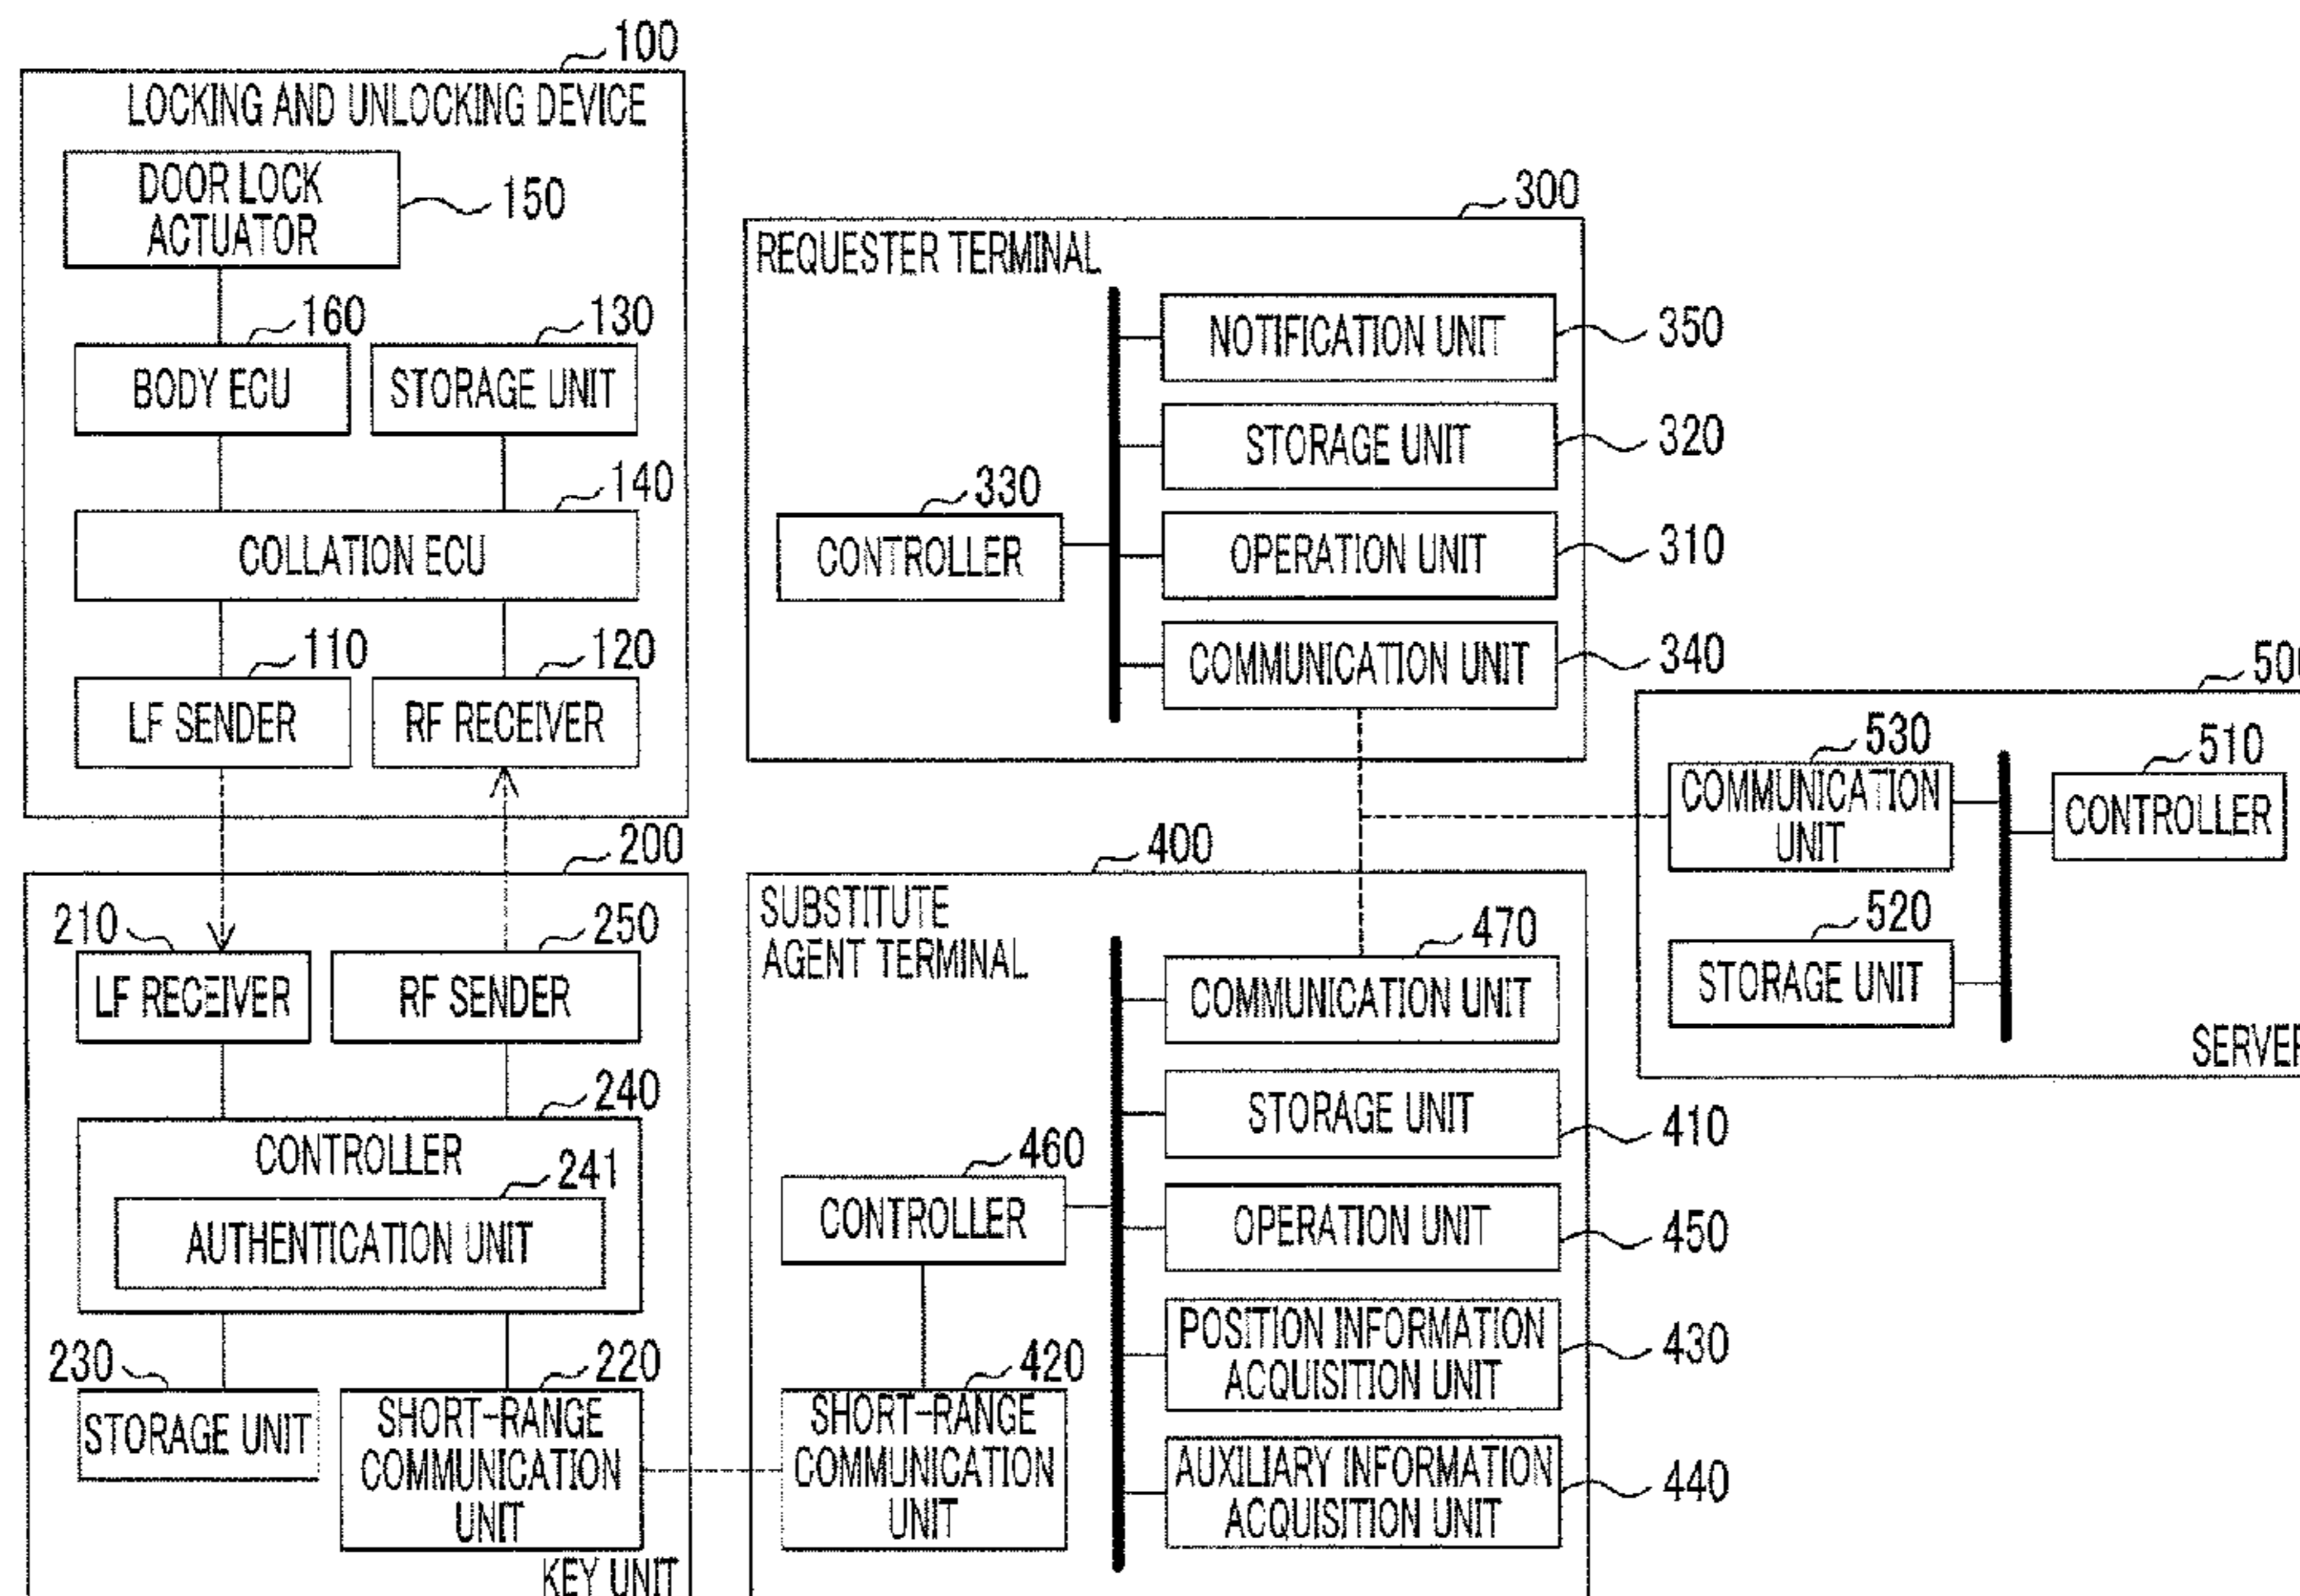 100
LOCKING AND UNLOCKING DEVICE
DOOR LOCK
ACTUATOR
150
160
130
BODY ECU
STORAGE UNIT
140
COLLATION ECU
110
120
LF SENDER
RF RECEIVER
200
210
250
LF RECEIVER
RF SENDER
240
CONTROLLER
241
AUTHENTICATION UNIT
230
220
STORAGE UNIT
SHORT-RANGE
COMMUNICATION
UNIT
KEY UNIT
300
REQUESTER TERMINAL
NOTIFICATION UNIT
350
STORAGE UNIT
320
330
CONTROLLER
OPERATION UNIT
310
COMMUNICATION UNIT
340
400
SUBSTITUTE
AGENT TERMINAL
470
COMMUNICATION UNIT
STORAGE UNIT
410
460
CONTROLLER
OPERATION UNIT
450
POSITION INFORMATION
ACQUISITION UNIT
430
420
SHORT-RANGE
COMMUNICATION
UNIT
AUXILIARY INFORMATION
ACQUISITION UNIT
440
500
530
COMMUNICATION
UNIT
510
CONTROLLER
520
STORAGE UNIT
SERVER